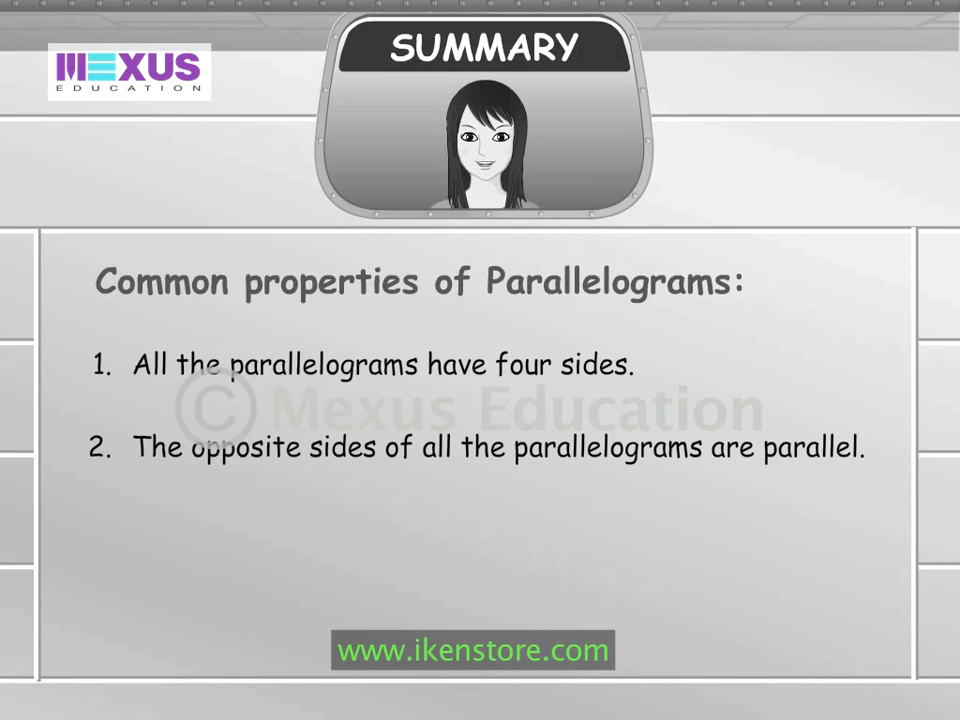 SUMMARY
MEXUS
EDUCATION
Common properties of Parallelograms:
1. All the parallelograms have four sides.
© Mexus Education
2. The opposite sides of all the parallelograms are parallel.
www.ikenstore.com